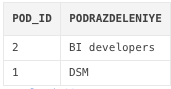 POD_ID PODRAZDELENIYE
2 BI developers
1 DSM